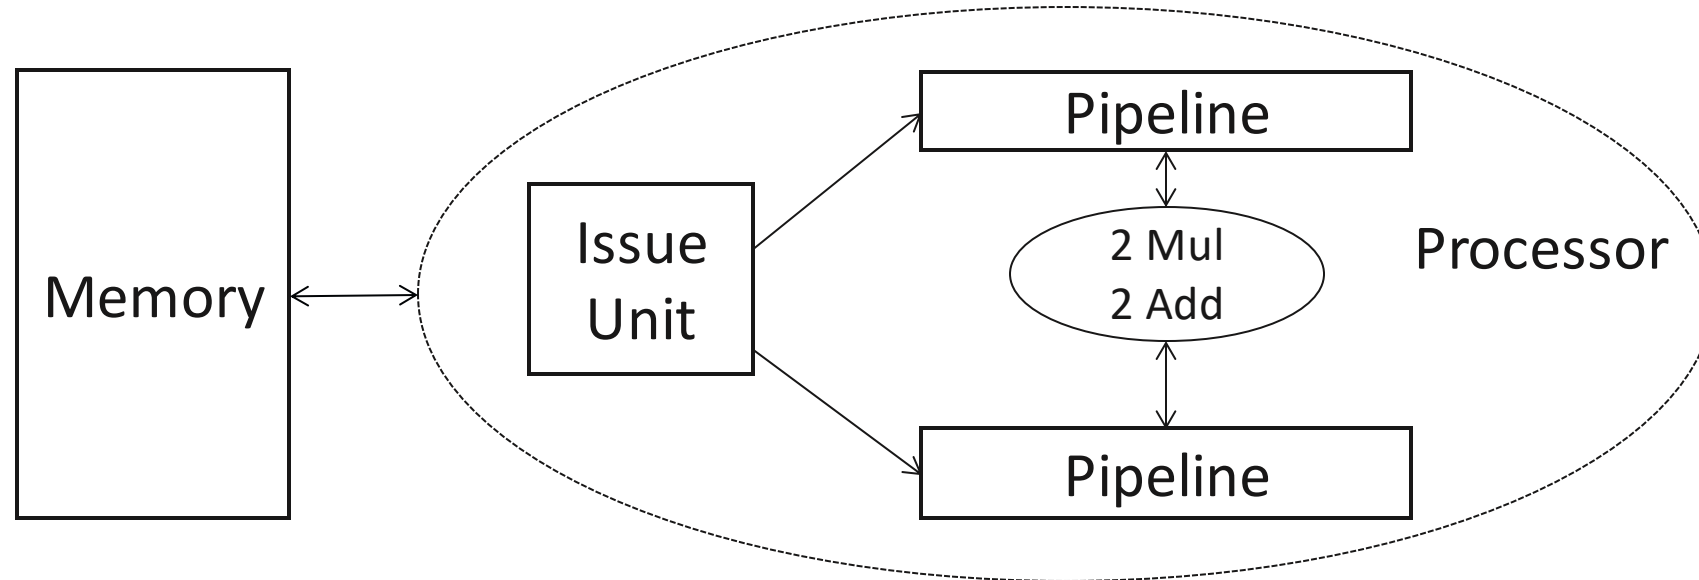 Memory
Issue
Unit
Pipeline
2 Mul
2 Add
Pipeline
Processor